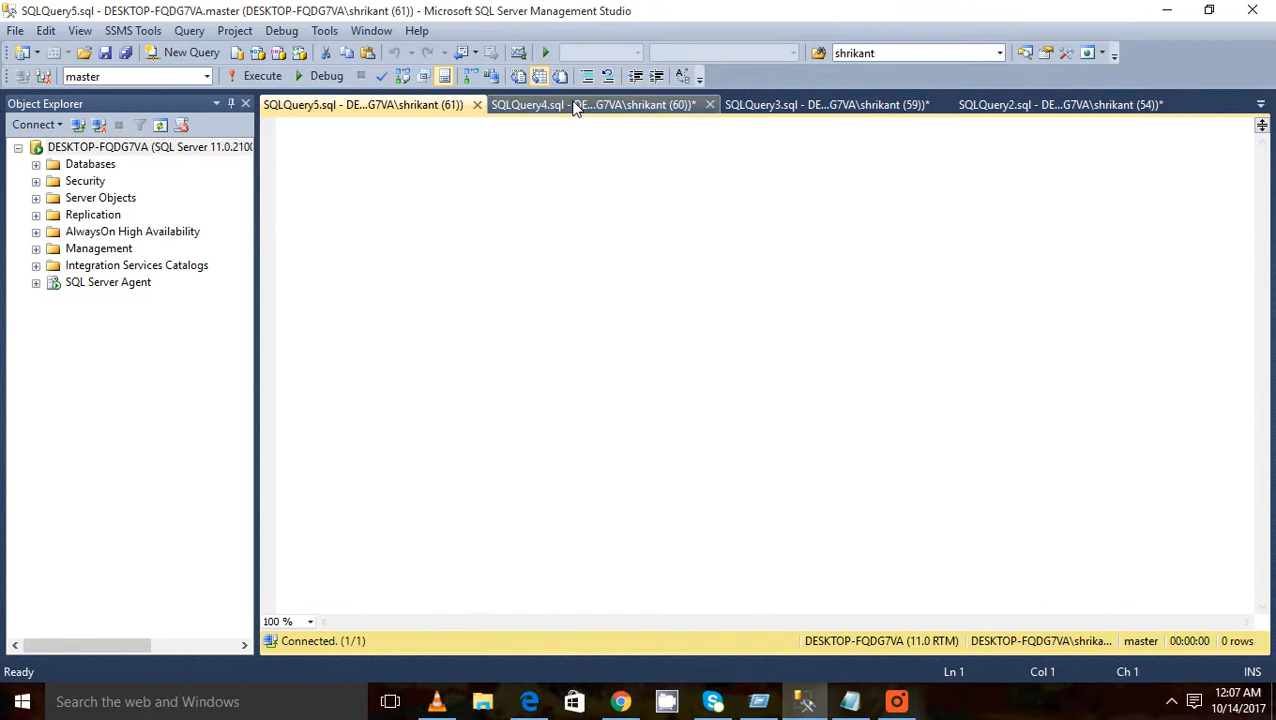 SQLQuery5.sql - DESKTOP-FQDG7VA.master (DESKTOP-FQDG7VA\shrikant (61)) - Microsoft SQL Server Management Studio
File Edit View SSMS Tools Query Project Debug Tools Window Help
New Query shrikant
master Execute Debug
Object Explorer
SQLQuery5.sql - DE...G7VA\shrikant (61)) SQLQuery4.sql - DE...G7VA\shrikant (60))* SQLQuery3.sql - DE...G7VA\shrikant (59))* SQLQuery2.sql - DE...G7VA\shrikant (54))*
Connect
DESKTOP-FQDG7VA (SQL Server 11.0.2100
Databases
Security
Server Objects
Replication
AlwaysOn High Availability
Management
Integration Services Catalogs
SQL Server Agent
100 %
Connected. (1/1) DESKTOP-FQDG7VA (11.0 RTM) DESKTOP-FQDG7VA\shrika... master 00:00:00 0 rows
Ready Ln 1 Col 1 Ch 1 INS
Search the web and Windows
12:07 AM
10/14/2017